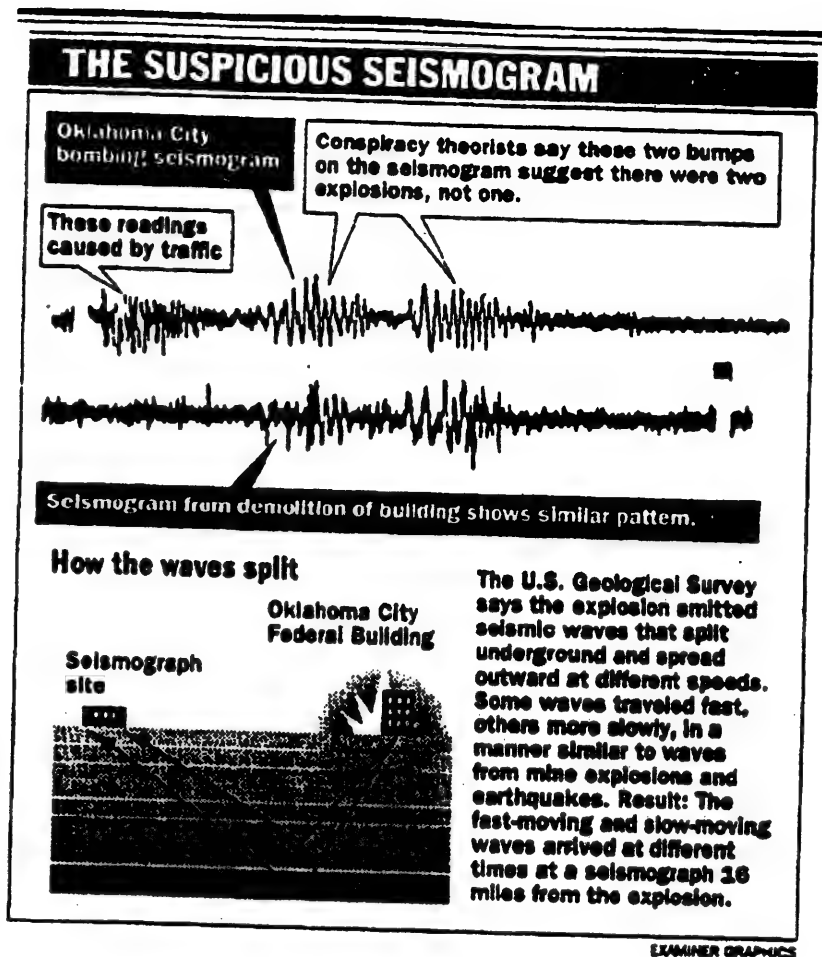 THE SUSPICIOUS SEISMOGRAM
Oklahoma City
bombing seismogram
Conspiracy theorists say these two bumps
on the seismogram suggest there were two
explosions, not one.
These readings
caused by traffic
Seismogram from demolition of building shows similar pattern.
How the waves split
Oklahoma City
Federal Building
Seismograph
site
The U.S. Geological Survey
says the explosion emitted
seismic waves that split
underground and spread
outward at different speeds.
Some waves traveled fast,
others more slowly, in a
manner similar to waves
from mine explosions and
earthquakes. Result: The
fast-moving and slow-moving
waves arrived at different
times at a seismograph 16
miles from the explosion.
EXAMINER GRAPHICS